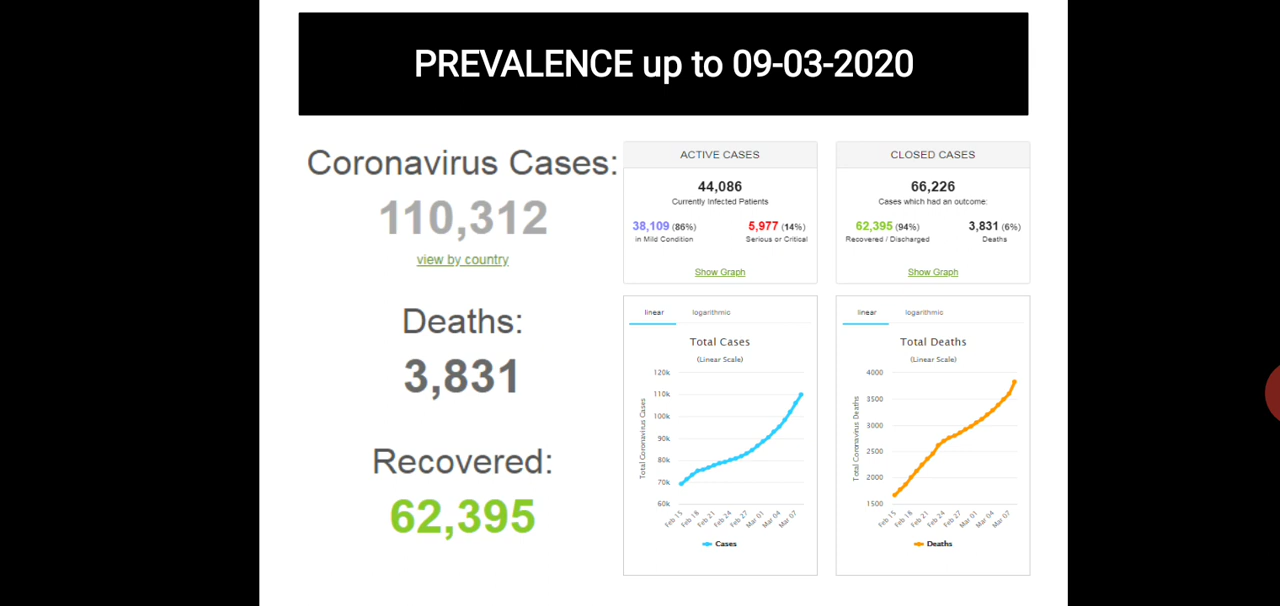 PREVALENCE up to 09-03-2020
Coronavirus Cases:
110,312
view by country
Deaths:
3,831
Recovered:
62,395
ACTIVE CASES
44,086
Currently Infected Patients
38,109 (86%)
in Mild Condition
5,977 (14%)
Serious or Critical
Show Graph
CLOSED CASES
66,226
Cases which had an outcome:
62,395 (94%)
Recovered / Discharged
3,831 (6%)
Deaths
Show Graph
linear logarithmic
Total Cases
(Linear Scale)
Total Coronavirus Cases
120k
110k
100k
90k
80k
70k
60k
Feb 15 Feb 18 Feb 21 Feb 24 Feb 27 Mar 01 Mar 04 Mar 07
Cases
linear logarithmic
Total Deaths
(Linear Scale)
Total Coronavirus Deaths
4000
3500
3000
2500
2000
1500
Feb 15 Feb 18 Feb 21 Feb 24 Feb 27 Mar 01 Mar 04 Mar 07
Deaths